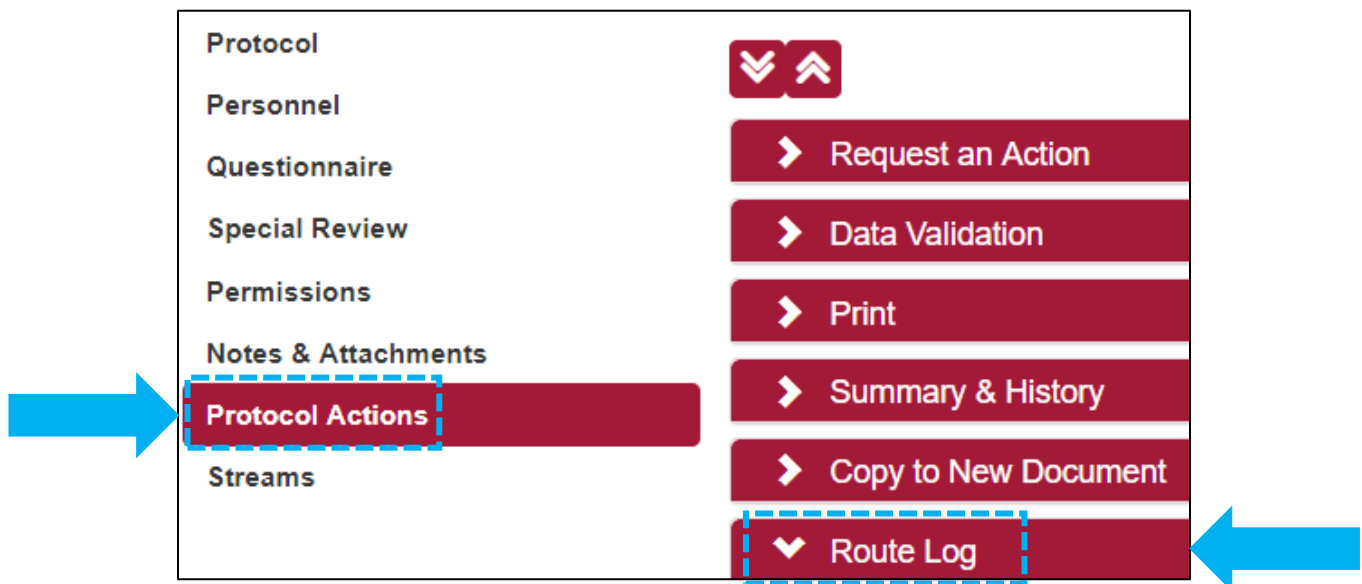 Protocol
Personnel
Questionnaire
Special Review
Permissions
Notes & Attachments
Protocol Actions
Streams
Request an Action
Data Validation
Print
Summary & History
Copy to New Document
Route Log